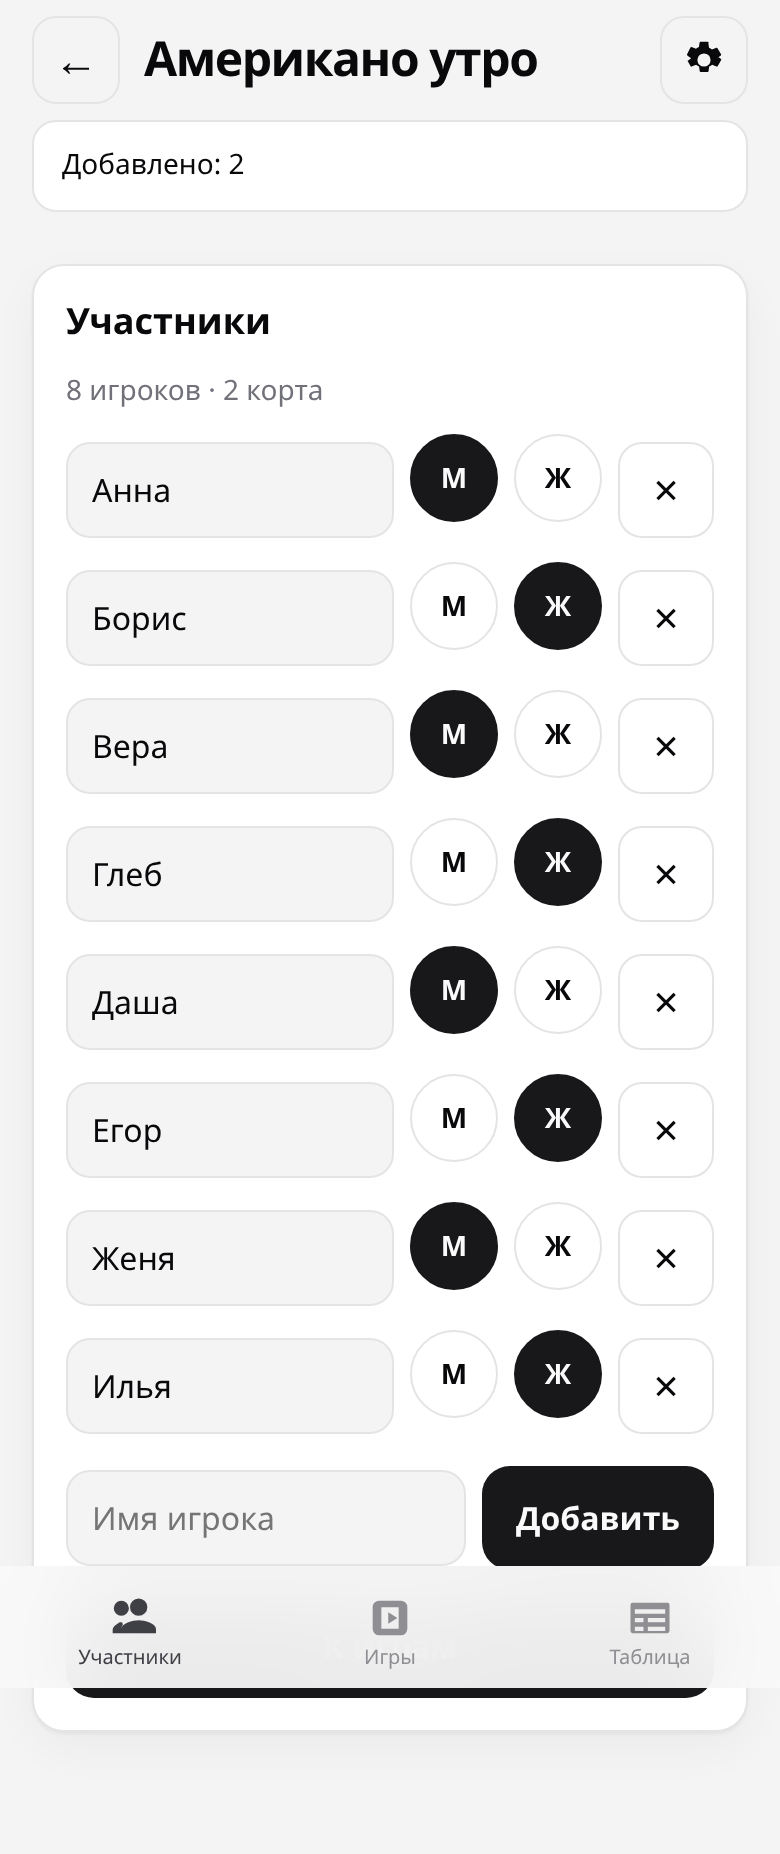 ← Американо утро
Добавлено: 2
Участники
8 игроков · 2 корта
Анна М Ж ×
Борис М Ж ×
Вера М Ж ×
Глеб М Ж ×
Даша М Ж ×
Егор М Ж ×
Женя М Ж ×
Илья М Ж ×
Имя игрока Добавить
Участники Игры Таблица